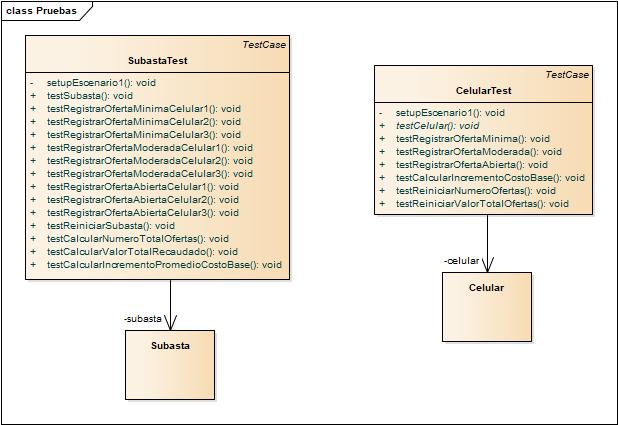 class Pruebas
TestCase
SubastaTest
- setupEscenario1(): void
+ testSubasta(): void
+ testRegistrarOfertaMinimaCelular1(): void
+ testRegistrarOfertaMinimaCelular2(): void
+ testRegistrarOfertaMinimaCelular3(): void
+ testRegistrarOfertaModeradaCelular1(): void
+ testRegistrarOfertaModeradaCelular2(): void
+ testRegistrarOfertaModeradaCelular3(): void
+ testRegistrarOfertaAbiertaCelular1(): void
+ testRegistrarOfertaAbiertaCelular2(): void
+ testRegistrarOfertaAbiertaCelular3(): void
+ testReiniciarSubasta(): void
+ testCalcularNumeroTotalOfertas(): void
+ testCalcularValorTotalRecaudado(): void
+ testCalcularIncrementoPromedioCostoBase(): void
-subasta
Subasta
TestCase
CelularTest
- setupEscenario1(): void
+ testCelular(): void
+ testRegistrarOfertaMinima(): void
+ testRegistrarOfertaModerada(): void
+ testRegistrarOfertaAbierta(): void
+ testCalcularIncrementoCostoBase(): void
+ testReiniciarNumeroOfertas(): void
+ testReiniciarValorTotalOfertas(): void
-celular
Celular